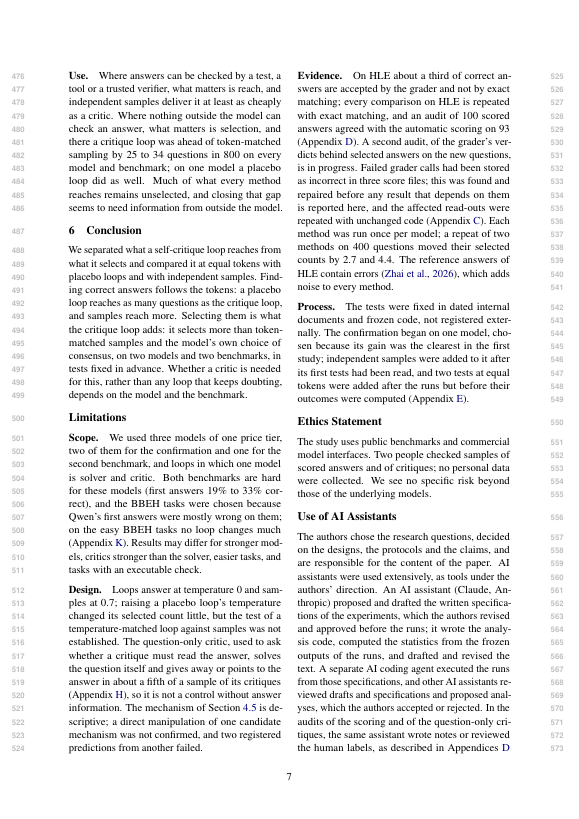 476 Use. Where answers can be checked by a test, a
477 tool or a trusted verifier, what matters is reach, and
478 independent samples deliver it at least as cheaply
479 as a critic. Where nothing outside the model can
480 check an answer, what matters is selection, and
481 there a critique loop was ahead of token-matched
482 sampling by 25 to 34 questions in 800 on every
483 model and benchmark; on one model a placebo
484 loop did as well. Much of what every method
485 reaches remains unselected, and closing that gap
486 seems to need information from outside the model.
487 6 Conclusion
488 We separated what a self-critique loop reaches from
489 what it selects and compared it at equal tokens with
490 placebo loops and with independent samples. Find-
491 ing correct answers follows the tokens: a placebo
492 loop reaches as many questions as the critique loop,
493 and samples reach more. Selecting them is what
494 the critique loop adds: it selects more than token-
495 matched samples and the model's own choice of
496 consensus, on two models and two benchmarks, in
497 tests fixed in advance. Whether a critic is needed
498 for this, rather than any loop that keeps doubting,
499 depends on the model and the benchmark.
500 Limitations
501 Scope. We used three models of one price tier,
502 two of them for the confirmation and one for the
503 second benchmark, and loops in which one model
504 is solver and critic. Both benchmarks are hard
505 for these models (first answers 19% to 33% cor-
506 rect), and the BBEH tasks were chosen because
507 Qwen's first answers were mostly wrong on them;
508 on the easy BBEH tasks no loop changes much
509 (Appendix K). Results may differ for stronger mod-
510 els, critics stronger than the solver, easier tasks, and
511 tasks with an executable check.
512 Design. Loops answer at temperature 0 and sam-
513 ples at 0.7; raising a placebo loop's temperature
514 changed its selected count little, but the test of a
515 temperature-matched loop against samples was not
516 established. The question-only critic, used to ask
517 whether a critique must read the answer, solves
518 the question itself and gives away or points to the
519 answer in about a fifth of a sample of its critiques
520 (Appendix H), so it is not a control without answer
521 information. The mechanism of Section 4.5 is de-
522 scriptive; a direct manipulation of one candidate
523 mechanism was not confirmed, and two registered
524 predictions from another failed.
525 Evidence. On HLE about a third of correct an-
526 swers are accepted by the grader and not by exact
527 matching; every comparison on HLE is repeated
528 with exact matching, and an audit of 100 scored
529 answers agreed with the automatic scoring on 93
530 (Appendix D). A second audit, of the grader's ver-
531 dicts behind selected answers on the new questions,
532 is in progress. Failed grader calls had been stored
533 as incorrect in three score files; this was found and
534 repaired before any result that depends on them
535 is reported here, and the affected read-outs were
536 repeated with unchanged code (Appendix C). Each
537 method was run once per model; a repeat of two
538 methods on 400 questions moved their selected
539 counts by 2.7 and 4.4. The reference answers of
540 HLE contain errors (Zhai et al., 2026), which adds
541 noise to every method.
542 Process. The tests were fixed in dated internal
543 documents and frozen code, not registered exter-
544 nally. The confirmation began on one model, cho-
545 sen because its gain was the clearest in the first
546 study; independent samples were added to it after
547 its first tests had been read, and two tests at equal
548 tokens were added after the runs but before their
549 outcomes were computed (Appendix E).
550 Ethics Statement
551 The study uses public benchmarks and commercial
552 model interfaces. Two people checked samples of
553 scored answers and of critiques; no personal data
554 were collected. We see no specific risk beyond
555 those of the underlying models.
556 Use of AI Assistants
557 The authors chose the research questions, decided
558 on the designs, the protocols and the claims, and
559 are responsible for the content of the paper. AI
560 assistants were used extensively, as tools under the
561 authors' direction. An AI assistant (Claude, An-
562 thropic) proposed and drafted the written specifica-
563 tions of the experiments, which the authors revised
564 and approved before the runs; it wrote the analy-
565 sis code, computed the statistics from the frozen
566 outputs of the runs, and drafted and revised the
567 text. A separate AI coding agent executed the runs
568 from those specifications, and other AI assistants re-
569 viewed drafts and specifications and proposed anal-
570 yses, which the authors accepted or rejected. In the
571 audits of the scoring and of the question-only cri-
572 tiques, the same assistant wrote notes or reviewed
573 the human labels, as described in Appendices D
7